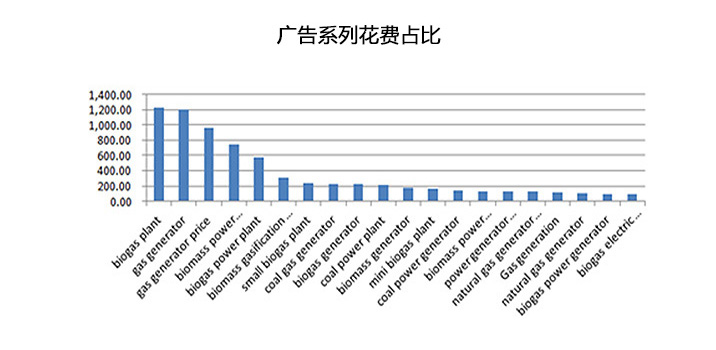 广告系列花费占比
1,400.00
1,200.00
1,000.00
800.00
600.00
400.00
200.00
0.00
biogas plant
gas generator
gas generator price
biomass power...
biogas power plant
biomass gasification...
small biogas plant
coal gas generator
biogas generator
coal power plant
biomass generator
mini biogas plant
coal power generator
biomass power...
power generator...
natural gas generator...
Gas generation
natural gas generator
biogas power generator
biogas electric...